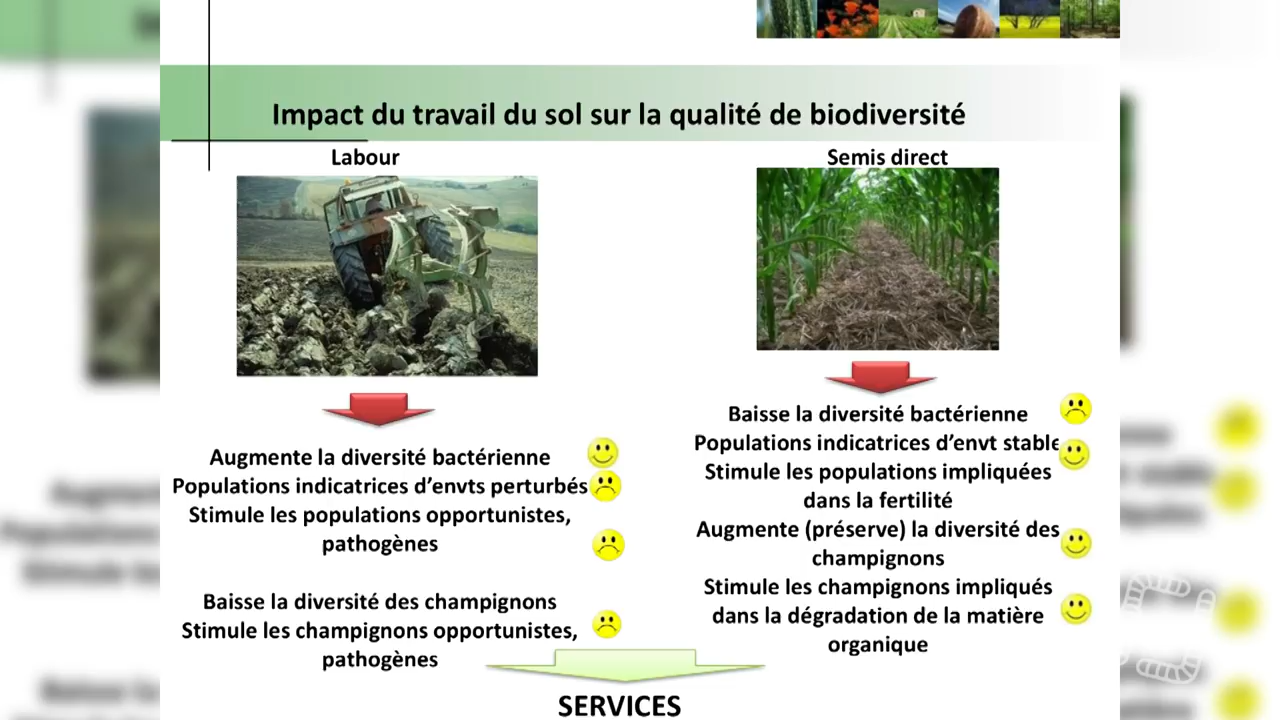 Impact du travail du sol sur la qualité de biodiversité
Labour
Augmente la diversité bactérienne
Populations indicatrices d'envts perturbés
Stimule les populations opportunistes,
pathogènes
Baisse la diversité des champignons
Stimule les champignons opportunistes,
pathogènes
Semis direct
Baisse la diversité bactérienne
Populations indicatrices d'envt stable
Stimule les populations impliquées
dans la fertilité
Augmente (préserve) la diversité des
champignons
Stimule les champignons impliqués
dans la dégradation de la matière
organique
SERVICES